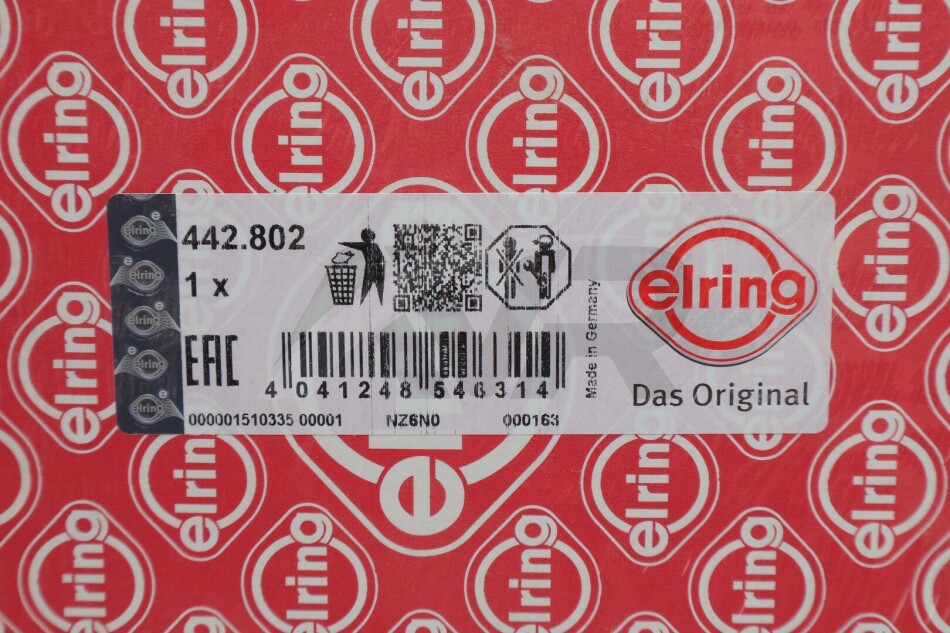 442.802
1 x
EAC
4 041248 546314
000001510335 00001 NZ6N0 000163
Made in Germany
elring
Das Original